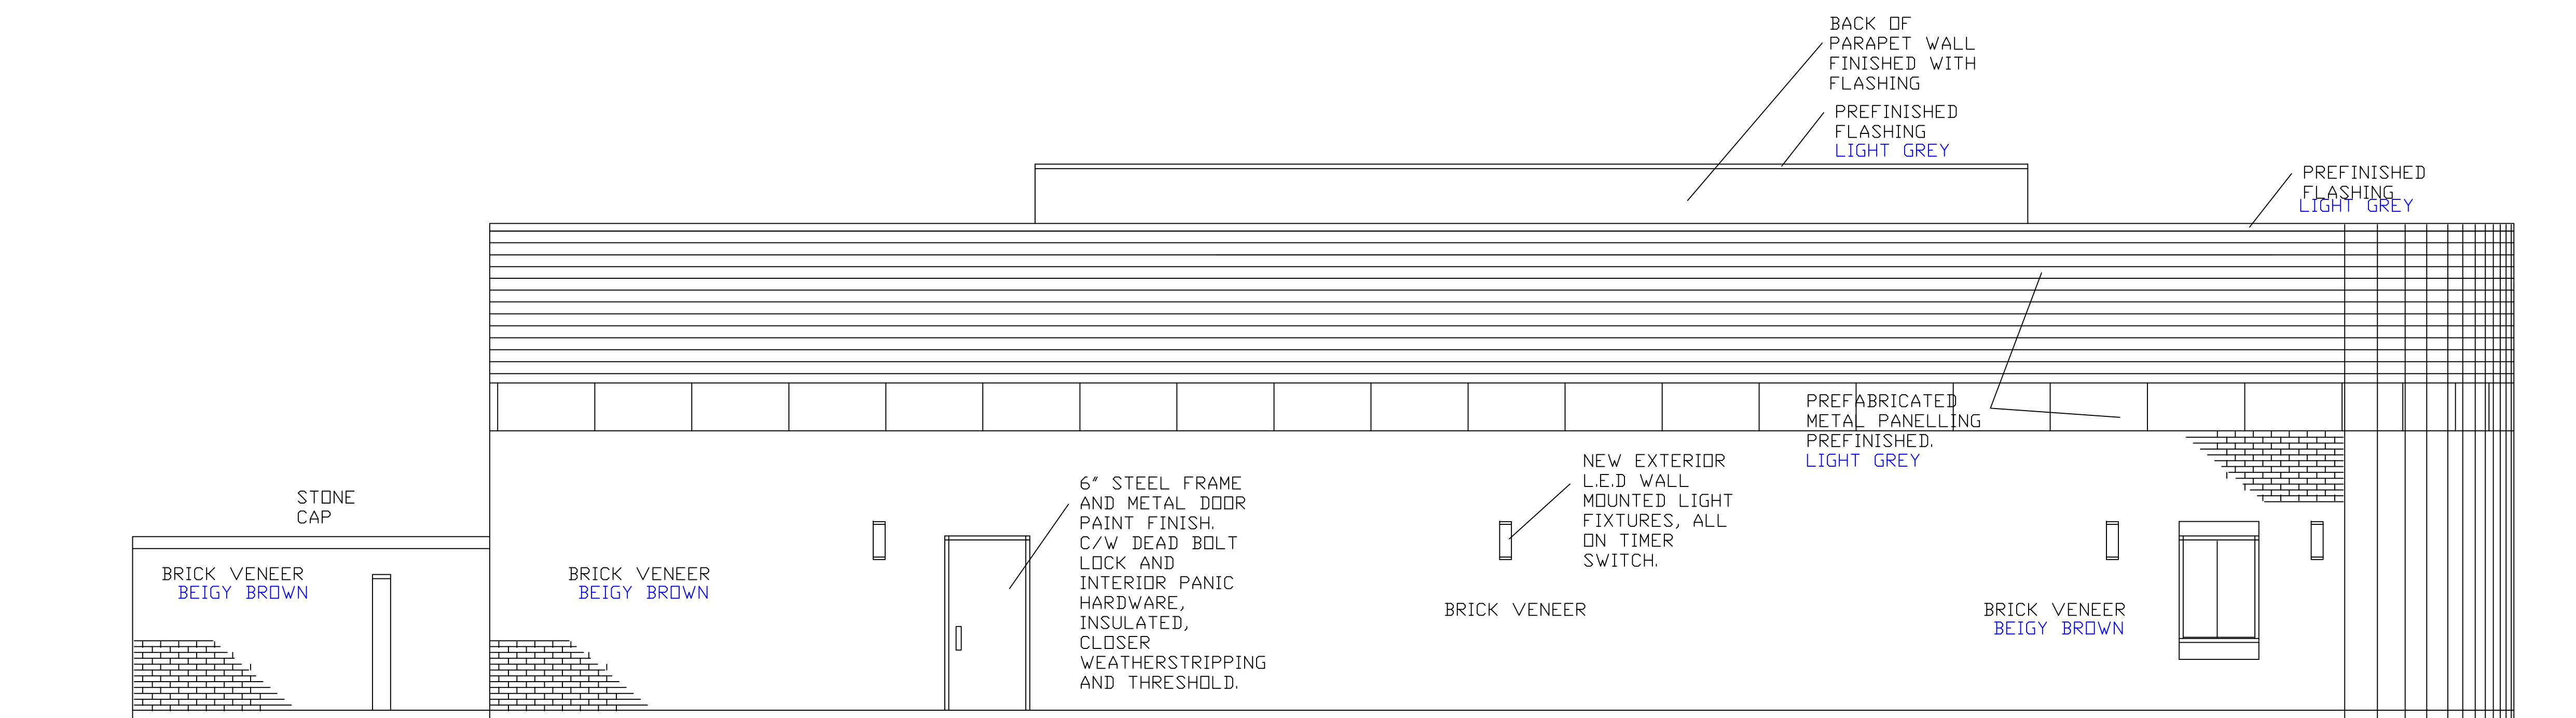 BACK OF
PARAPET WALL
FINISHED WITH
FLASHING
PREFINISHED
FLASHING
LIGHT GREY
PREFINISHED
FLASHING
LIGHT GREY
PREFABRICATED
METAL PANELLING
PREFINISHED.
LIGHT GREY
NEW EXTERIOR
L.E.D WALL
MOUNTED LIGHT
FIXTURES, ALL
ON TIMER
SWITCH.
6" STEEL FRAME
AND METAL DOOR
PAINT FINISH.
C/W DEAD BOLT
LOCK AND
INTERIOR PANIC
HARDWARE,
INSULATED,
CLOSER
WEATHERSTRIPPING
AND THRESHOLD.
STONE
CAP
BRICK VENEER
BEIGY BROWN
BRICK VENEER
BEIGY BROWN
BRICK VENEER
BRICK VENEER
BEIGY BROWN